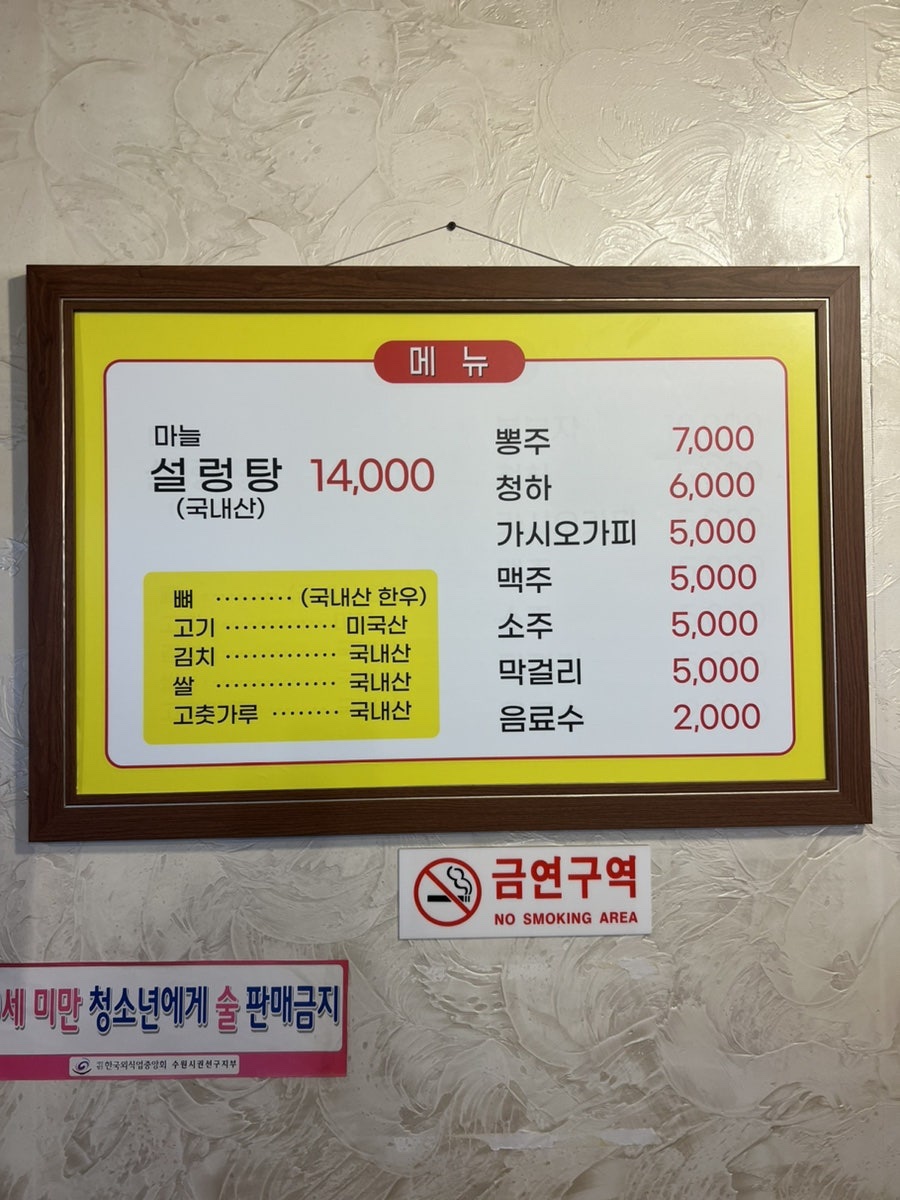 메뉴
마늘
설렁탕 14,000
(국내산)
뼈 ········· (국내산 한우)
고기 ············· 미국산
김치 ············· 국내산
쌀 ·············· 국내산
고춧가루 ········ 국내산
뽕주 7,000
청하 6,000
가시오가피 5,000
맥주 5,000
소주 5,000
막걸리 5,000
음료수 2,000
금연구역
NO SMOKING AREA
세 미만 청소년에게 술 판매금지
한국외식업중앙회 수원시권선구지부